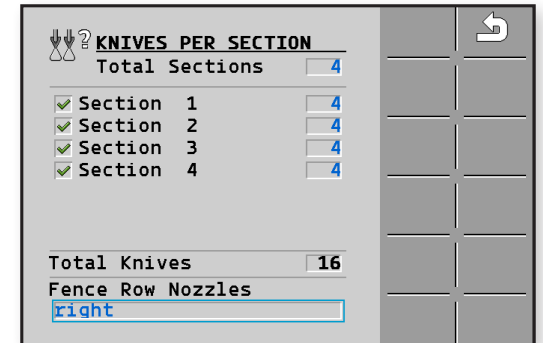 ? KNIVES PER SECTION
Total Sections 4
Section 1 4
Section 2 4
Section 3 4
Section 4 4
Total Knives 16
Fence Row Nozzles
right